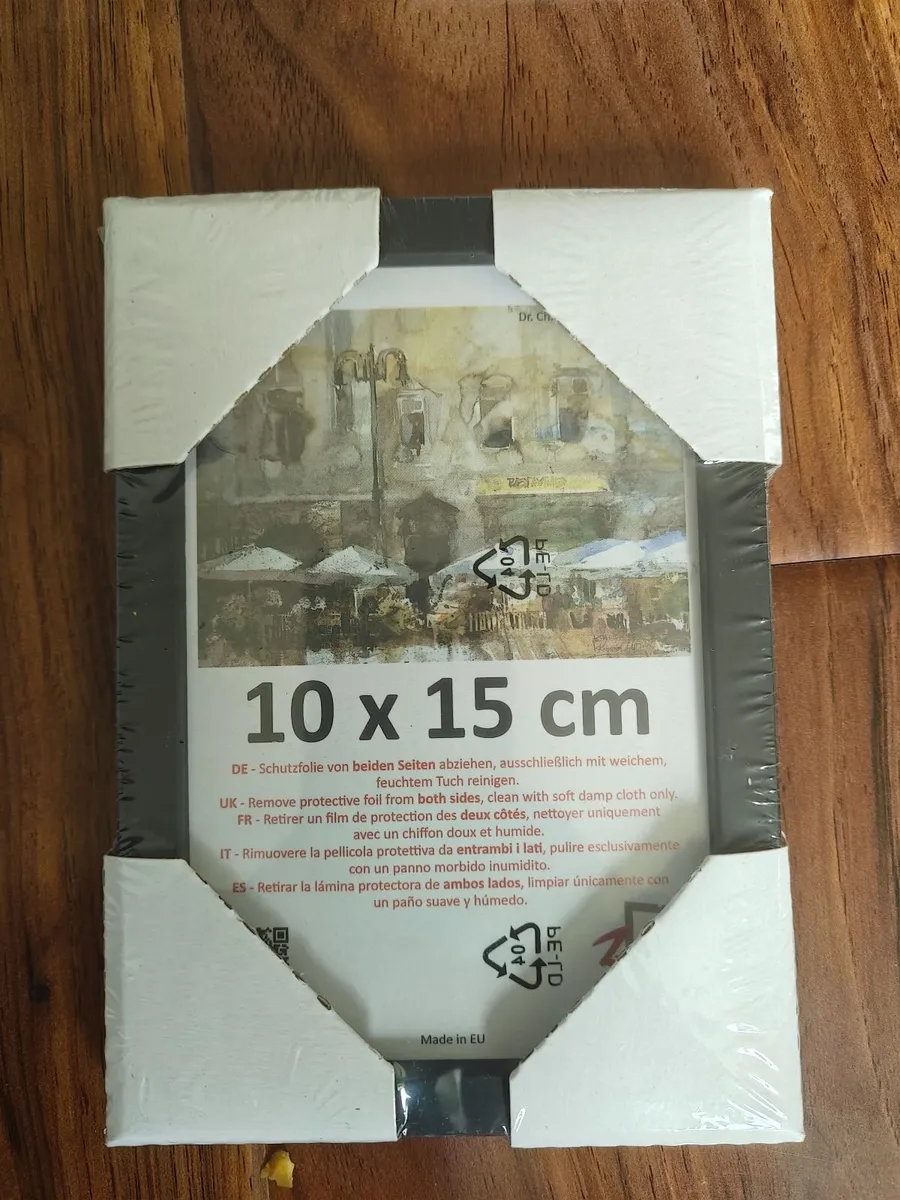 Dr. Ch
04
PE-LD
10 x 15 cm
DE - Schutzfolie von beiden Seiten abziehen, ausschließlich mit weichem,
feuchtem Tuch reinigen.
UK - Remove protective foil from both sides, clean with soft damp cloth only.
FR - Retirer un film de protection des deux côtés, nettoyer uniquement
avec un chiffon doux et humide.
IT - Rimuovere la pellicola protettiva da entrambi i lati, pulire esclusivamente
con un panno morbido inumidito.
ES - Retirar la lámina protectora de ambos lados, limpiar únicamente con
un paño suave y húmedo.
04
PE-LD
Made in EU